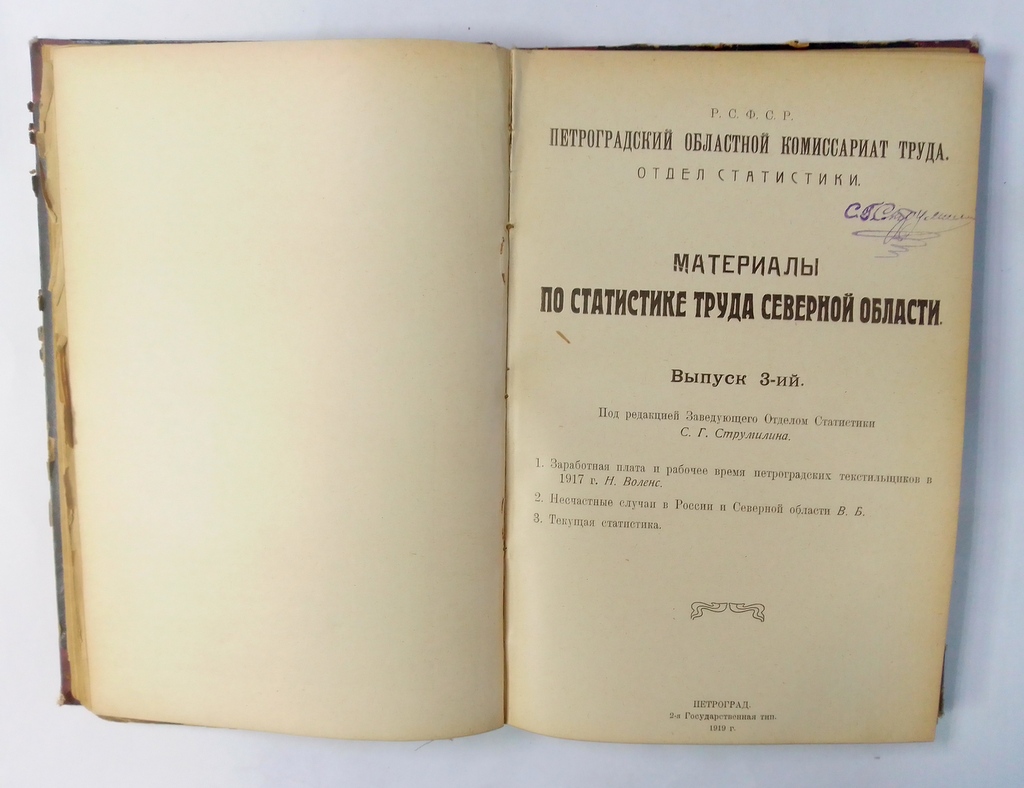 Р. С. Ф. С. Р.
ПЕТРОГРАДСКИЙ ОБЛАСТНОЙ КОМИССАРИАТ ТРУДА.
ОТДЕЛ СТАТИСТИКИ.
МАТЕРИАЛЫ
ПО СТАТИСТИКЕ ТРУДА СЕВЕРНОЙ ОБЛАСТИ.
Выпуск 3-ий.
Под редакцией Заведующего Отделом Статистики
С. Г. Струмилина.
1. Заработная плата и рабочее время петроградских текстильщиков в
1917 г. Н. Воленс.
2. Несчастные случаи в России и Северной области В. Б.
3. Текущая статистика.
ПЕТРОГРАД.
2-я Государственная тип.
1919 г.